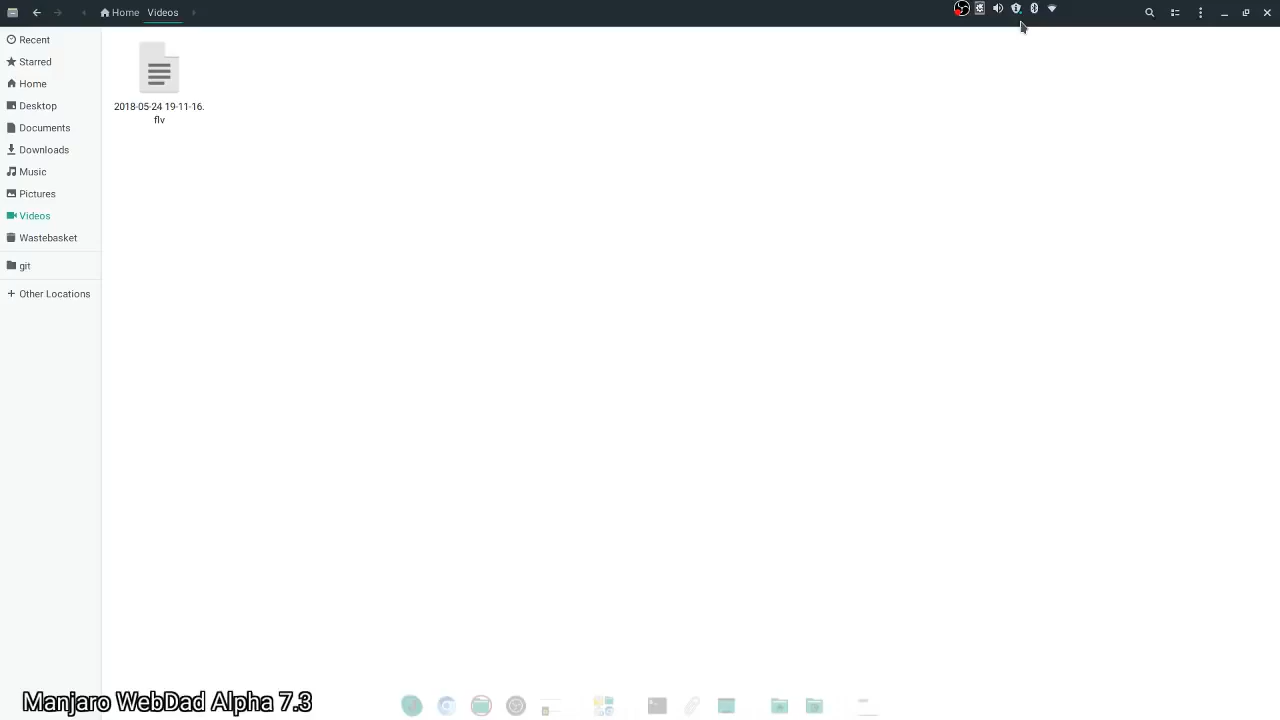 Home
Videos
Recent
Starred
Home
Desktop
Documents
Downloads
Music
Pictures
Videos
Wastebasket
git
Other Locations
2018-05-24 19-11-16.
flv
Manjaro WebDad Alpha 7.3